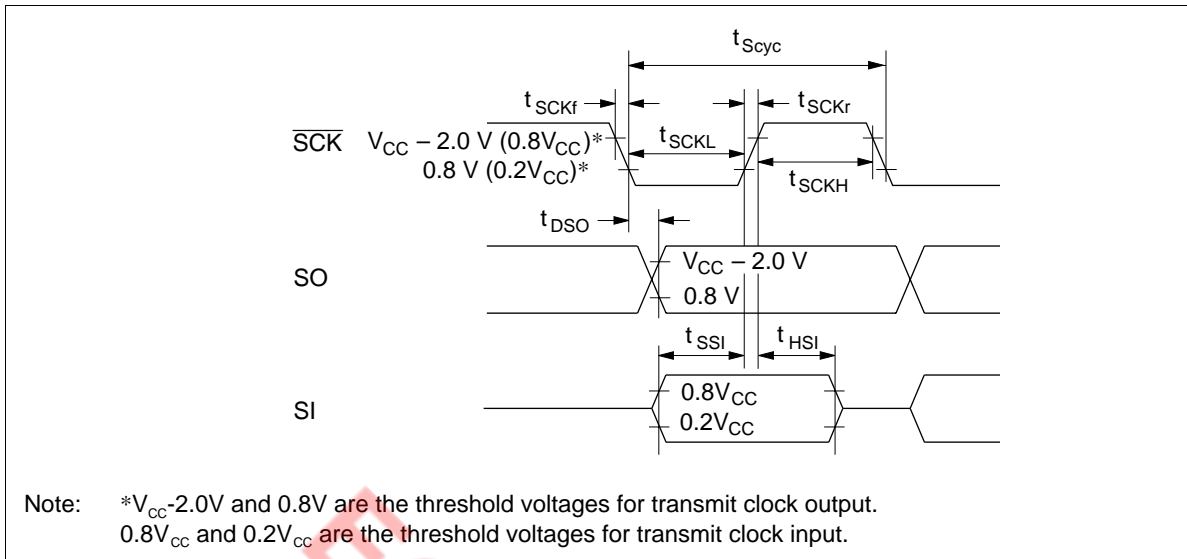 tScyc
tSCKf
tSCKr
SCK VCC – 2.0 V (0.8VCC)*
tSCKL
0.8 V (0.2VCC)*
tSCKH
tDSO
SO
VCC – 2.0 V
0.8 V
tSSI
tHSI
SI
0.8VCC
0.2VCC
Note: *VCC-2.0V and 0.8V are the threshold voltages for transmit clock output.
0.8VCC and 0.2VCC are the threshold voltages for transmit clock input.